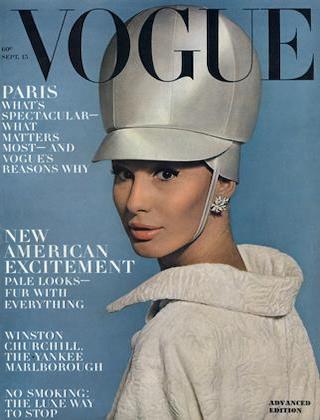 VOGUE
60¢
SEPT. 15
PARIS
WHAT'S
SPECTACULAR—
WHAT
MATTERS
MOST—AND
VOGUE'S
REASONS WHY
NEW
AMERICAN
EXCITEMENT
PALE LOOKS—
FUR WITH
EVERYTHING
WINSTON
CHURCHILL,
THE YANKEE
MARLBOROUGH
NO SMOKING:
THE LUXE WAY
TO STOP
ADVANCED
EDITION